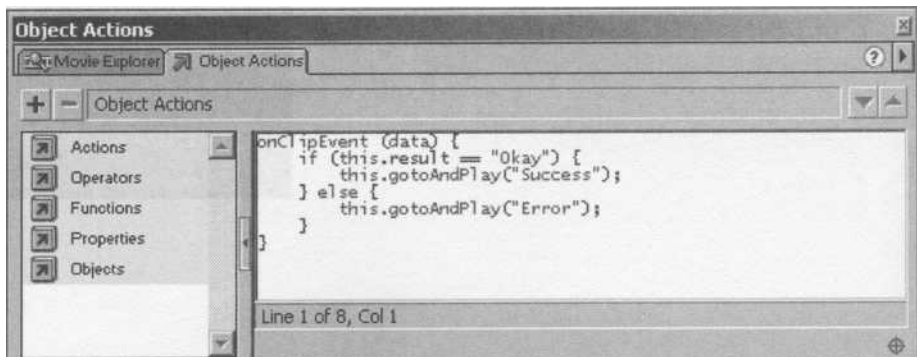 Object Actions
Movie Explorer Object Actions ?
+ − Object Actions
Actions
Operators
Functions
Properties
Objects
onClipEvent (data) {
    if (this.result == "Okay") {
        this.gotoAndPlay("Success");
    } else {
        this.gotoAndPlay("Error");
    }
}
Line 1 of 8, Col 1